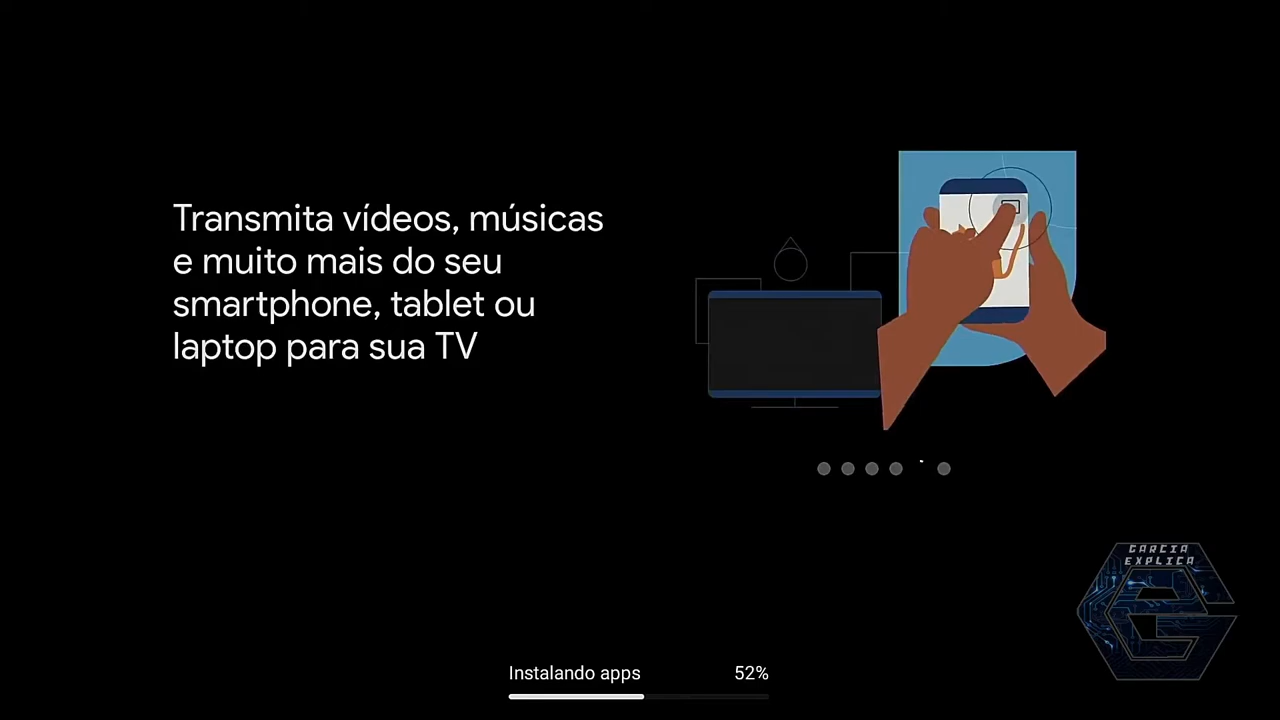 Transmita vídeos, músicas
e muito mais do seu
smartphone, tablet ou
laptop para sua TV
GARCIA
EXPLICA
Instalando apps 52%